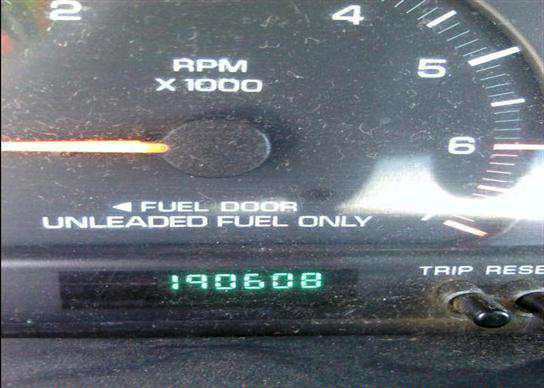 2 4
5
6
RPM
X 1000
◄ FUEL DOOR
UNLEADED FUEL ONLY
190608
TRIP RESE